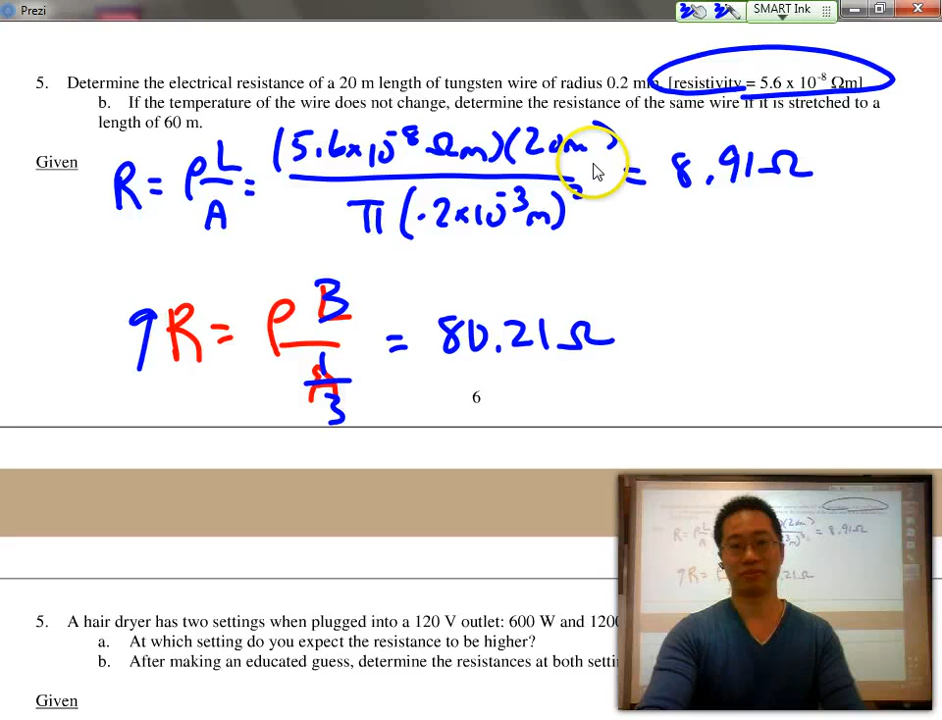 Prezi
SMART Ink
5. Determine the electrical resistance of a 20 m length of tungsten wire of radius 0.2 mm. [resistivity = 5.6 x 10⁻⁸ Ωm]
b. If the temperature of the wire does not change, determine the resistance of the same wire if it is stretched to a
length of 60 m.
Given
R = ρ L/A = (5.6x10⁻⁸ Ωm)(20m) / π(.2x10⁻³m)² = 8.91Ω
9R = ρ 3 / (1/3) = 80.21Ω
6
5. A hair dryer has two settings when plugged into a 120 V outlet: 600 W and 1200
a. At which setting do you expect the resistance to be higher?
b. After making an educated guess, determine the resistances at both setti
Given